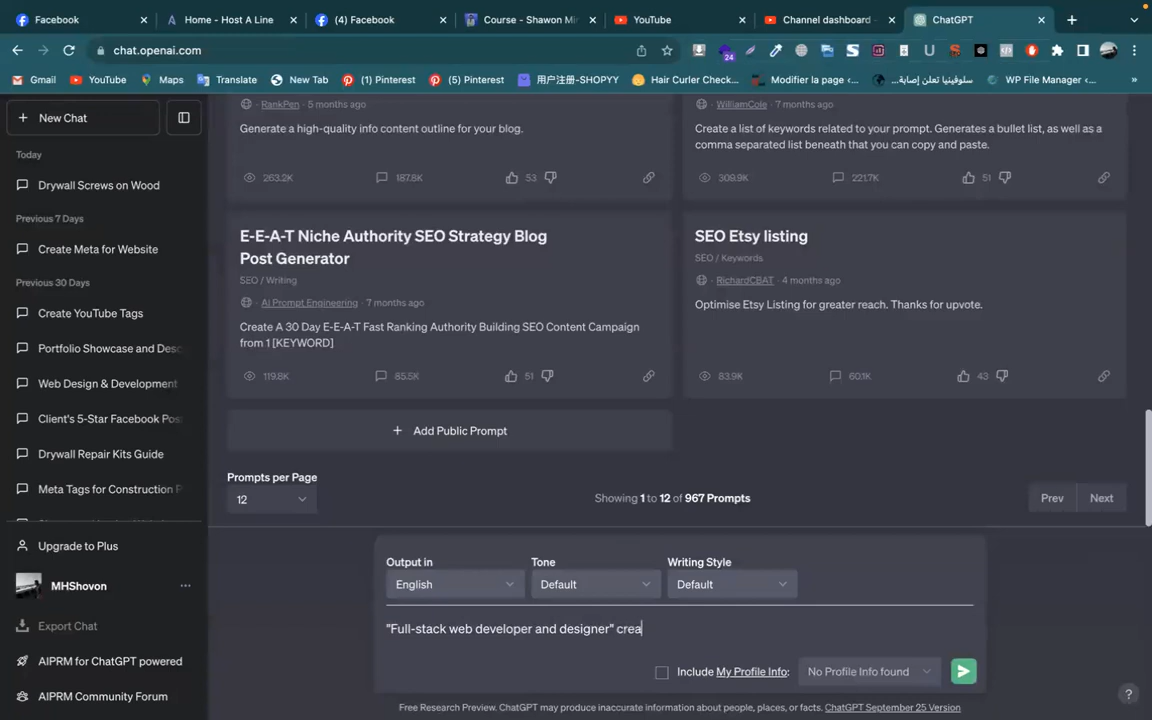 Facebook
Home - Host A Line
(4) Facebook
Course - Shawon Mi
YouTube
Channel dashboard -
ChatGPT
chat.openai.com
24
Gmail
YouTube
Maps
Translate
New Tab
(1) Pinterest
(5) Pinterest
用户注册-SHOPYY
Hair Curler Check...
Modifier la page ‹...
سلوفينيا تعلن إصابة...
WP File Manager ‹...
New Chat
Today
Drywall Screws on Wood
Previous 7 Days
Create Meta for Website
Previous 30 Days
Create YouTube Tags
Portfolio Showcase and Desc
Web Design & Development
Client's 5-Star Facebook Pos
Drywall Repair Kits Guide
Meta Tags for Construction P
Upgrade to Plus
MHShovon
Export Chat
AIPRM for ChatGPT powered
AIPRM Community Forum
· RankPen · 5 months ago
Generate a high-quality info content outline for your blog.
263.2K 187.8K 53
· WilliamCole · 7 months ago
Create a list of keywords related to your prompt. Generates a bullet list, as well as a
comma separated list beneath that you can copy and paste.
309.9K 221.7K 51
E-E-A-T Niche Authority SEO Strategy Blog
Post Generator
SEO / Writing
· AI Prompt Engineering · 7 months ago
Create A 30 Day E-E-A-T Fast Ranking Authority Building SEO Content Campaign
from 1 [KEYWORD]
119.8K 85.5K 51
SEO Etsy listing
SEO / Keywords
· RichardCBAT · 4 months ago
Optimise Etsy Listing for greater reach. Thanks for upvote.
83.9K 60.1K 43
+ Add Public Prompt
Prompts per Page
12
Showing 1 to 12 of 967 Prompts
Prev Next
Output in Tone Writing Style
English Default Default
"Full-stack web developer and designer" crea
Include My Profile Info: No Profile Info found
Free Research Preview. ChatGPT may produce inaccurate information about people, places, or facts. ChatGPT September 25 Version
?